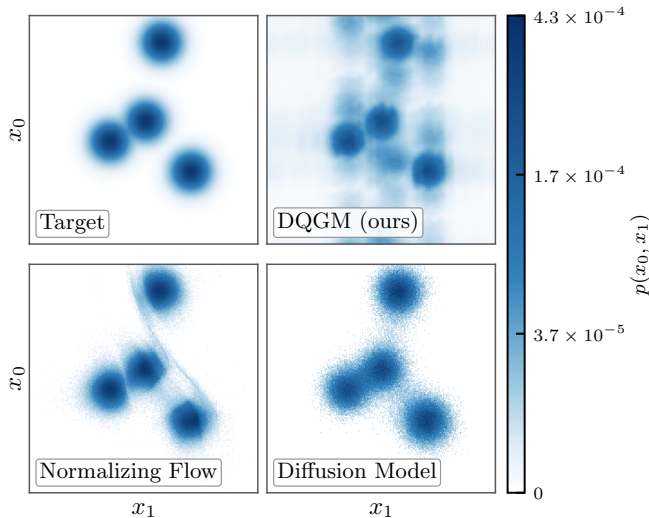 4.3 × 10⁻⁴
x₀
Target
DQGM (ours)
1.7 × 10⁻⁴
p(x₀, x₁)
3.7 × 10⁻⁵
x₀
Normalizing Flow
Diffusion Model
0
x₁
x₁